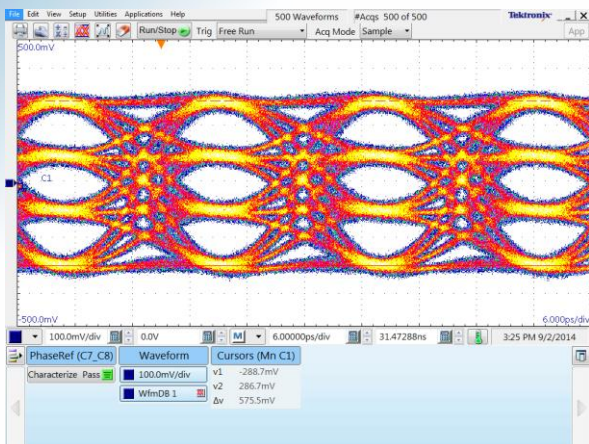 File Edit View Setup Utilities Applications Help 500 Waveforms #Acqs 500 of 500 Tektronix
Run/Stop Trig Free Run Acq Mode Sample App
500.0mV
C1
-500.0mV 6.000ps/div
100.0mV/div 0.0V M 6.00000ps/div 31.47288ns 3:25 PM 9/2/2014
PhaseRef (C7_C8) Waveform Cursors (Mn C1)
Characterize Pass 100.0mV/div v1 -288.7mV
WfmDB 1 v2 286.7mV
Δv 575.5mV